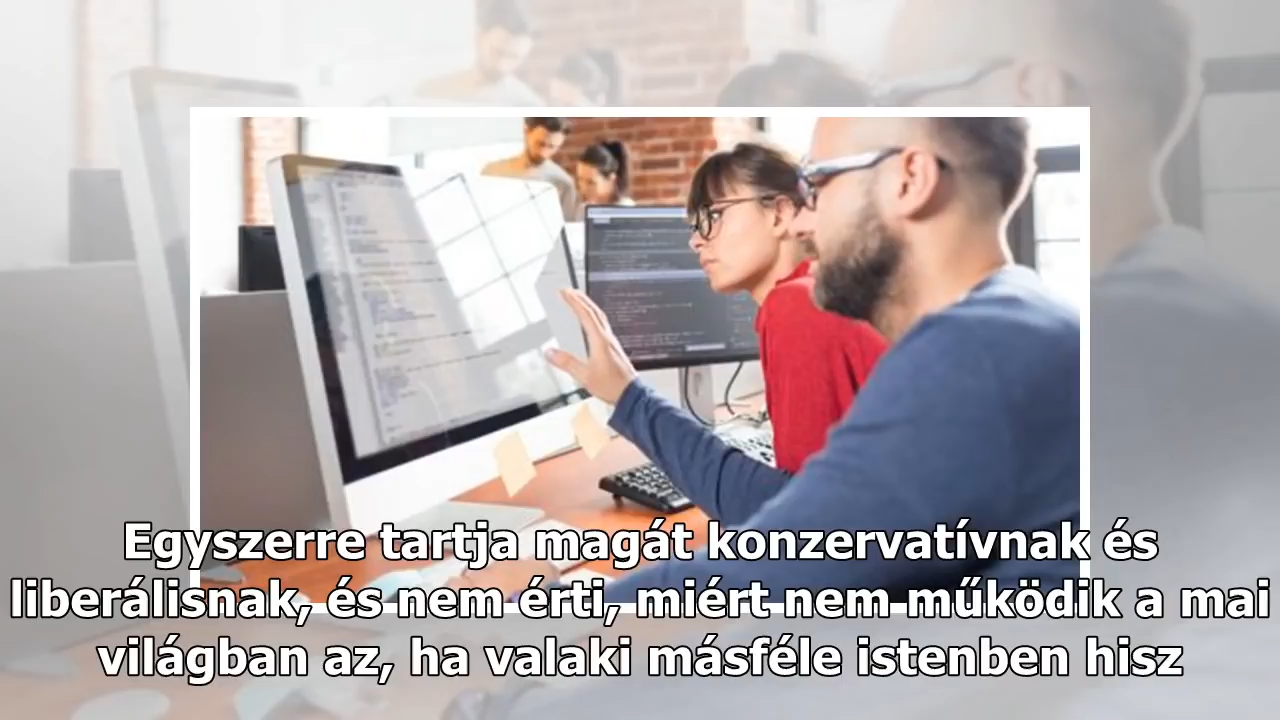 Egyszerre tartja magát konzervatívnak és
liberálisnak, és nem érti, miért nem működik a mai
világban az, ha valaki másféle istenben hisz